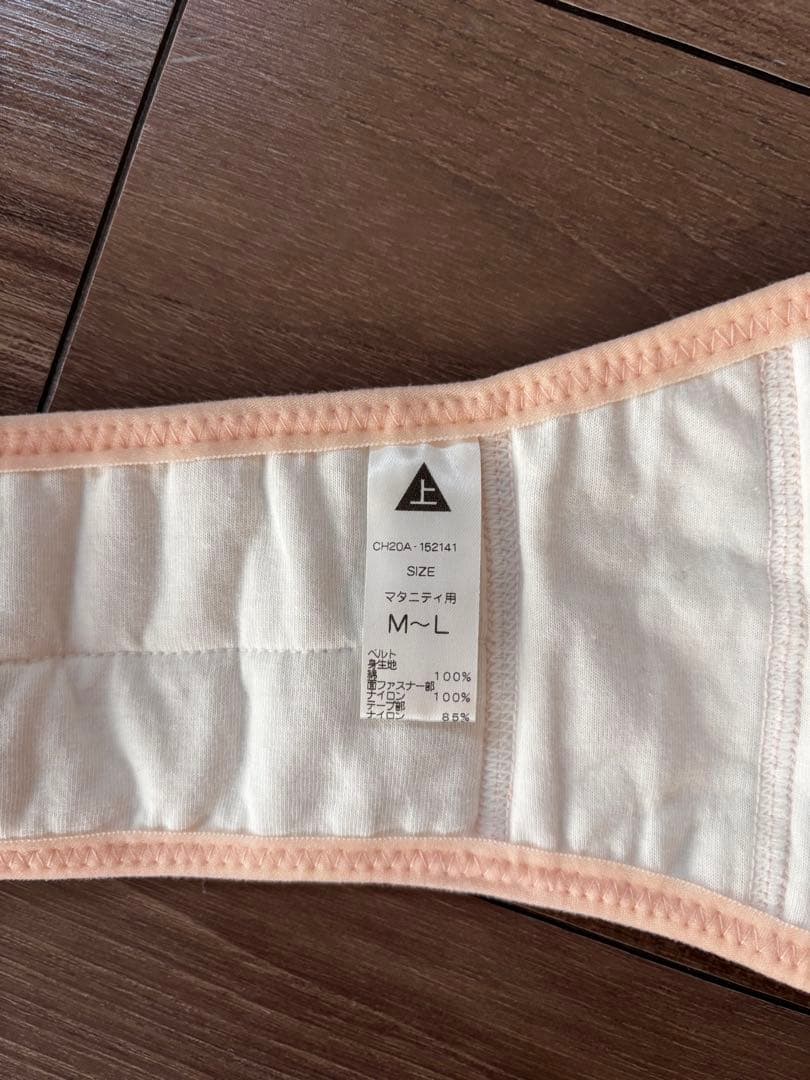 上
CH20A-152141
SIZE
マタニティ用
M〜L
ベルト
身生地
綿 100%
面ファスナー部
ナイロン 100%
テープ部
ナイロン 85%